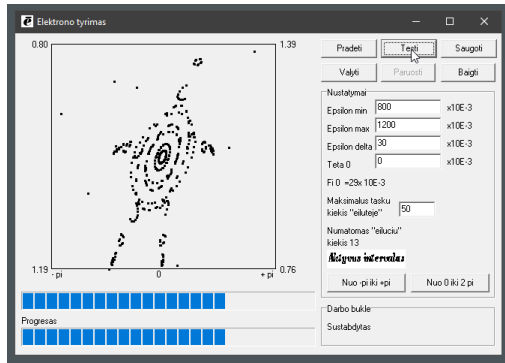 Elektrono tyrimas
0.80
1.39
1.19
- pi
0
+ pi
0.76
Progresas
Pradeti
Testi
Saugoti
Valyti
Paruosti
Baigti
Nustatymai
Epsilon min 800 x10E-3
Epsilon max 1200 x10E-3
Epsilon delta 30 x10E-3
Teta 0 0 x10E-3
Fi 0 =29x 10E-3
Maksimalus tasku
kiekis "eiluteje" 50
Numatomas "eiluciu"
kiekis 13
Aktyvus intervalas
Nuo -pi iki +pi
Nuo 0 iki 2 pi
Darbo bukle
Sustabdytas